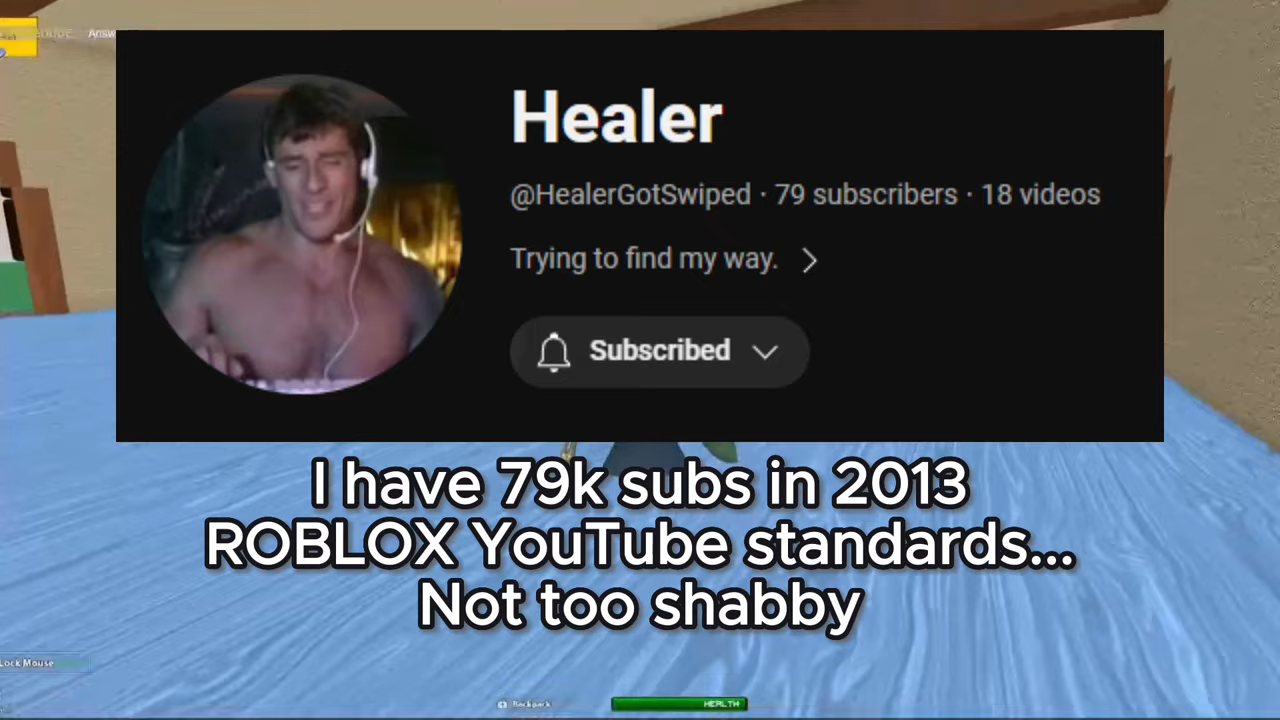 Answ
Healer
@HealerGotSwiped · 79 subscribers · 18 videos
Trying to find my way.
Subscribed
I have 79k subs in 2013
ROBLOX YouTube standards...
Not too shabby
Lock Mouse
Backpack
HEALTH